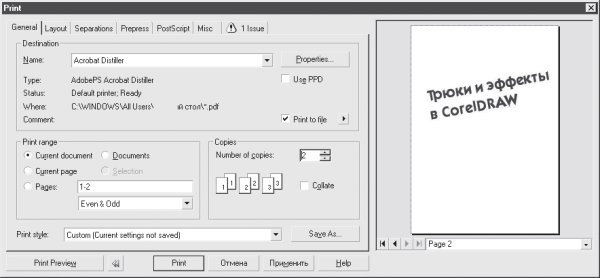 Print
General Layout Separations Prepress PostScript Misc 1 Issue
Destination
Name: Acrobat Distiller Properties...
Type: AdobePS Acrobat Distiller Use PPD
Status: Default printer; Ready
Where: C:\WINDOWS\All Users\ ий стол\*.pdf
Comment: Print to file
Print range
Current document Documents
Current page Selection
Pages: 1-2
Even & Odd
Copies
Number of copies: 2
1 1 2 2 3 3 Collate
Print style: Custom (Current settings not saved) Save As...
Print Preview Print Отмена Применить Help
Трюки и эффекты
в CorelDRAW
Page 2